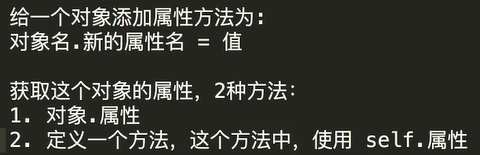 给一个对象添加属性方法为:
对象名.新的属性名 = 值
获取这个对象的属性，2种方法：
1. 对象.属性
2. 定义一个方法，这个方法中，使用 self.属性